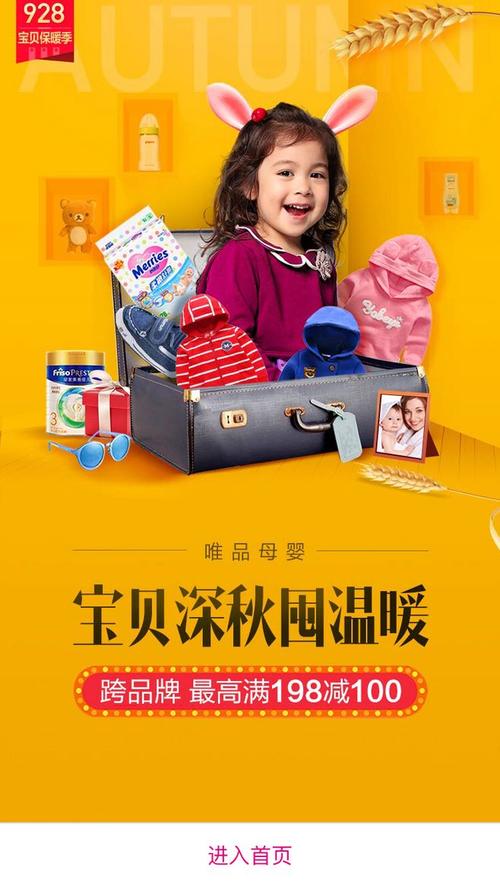 928
宝贝保暖季
AUTUMN
Merries
FRISO PRESTIGE
3
Yobeyi
唯品母婴
宝贝深秋囤温暖
跨品牌 最高满198减100
进入首页